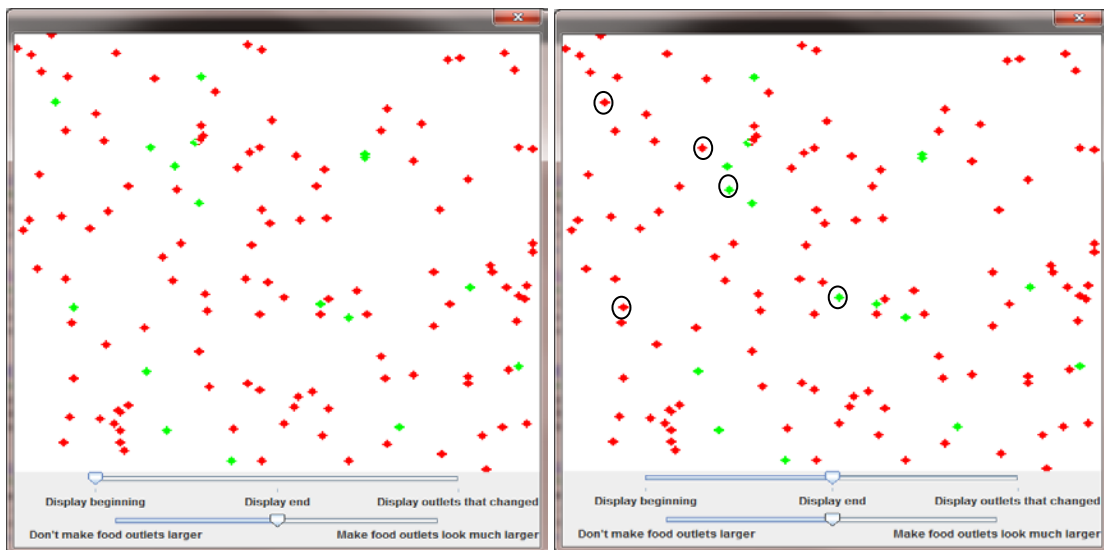 Display beginning Display end Display outlets that changed
Don't make food outlets larger Make food outlets look much larger
Display beginning Display end Display outlets that changed
Don't make food outlets larger Make food outlets look much larger